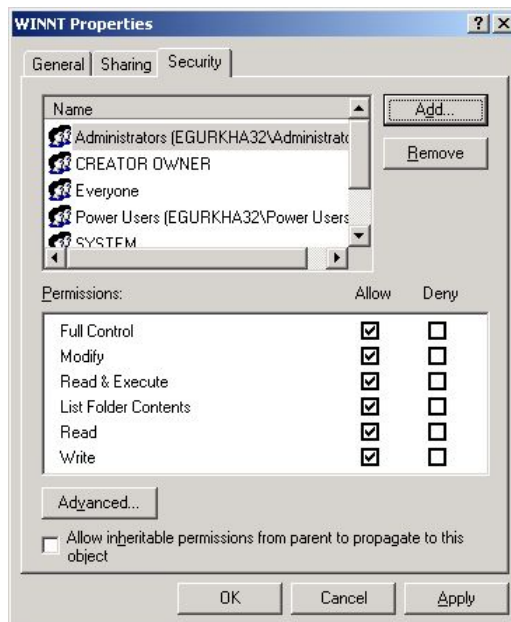 WINNT Properties
General Sharing Security
Name
Add...
Administrators (EGURKHA32\Administrato
Remove
CREATOR OWNER
Everyone
Power Users (EGURKHA32\Power Users
SYSTEM
Permissions: Allow Deny
Full Control
Modify
Read & Execute
List Folder Contents
Read
Write
Advanced...
Allow inheritable permissions from parent to propagate to this
object
OK Cancel Apply